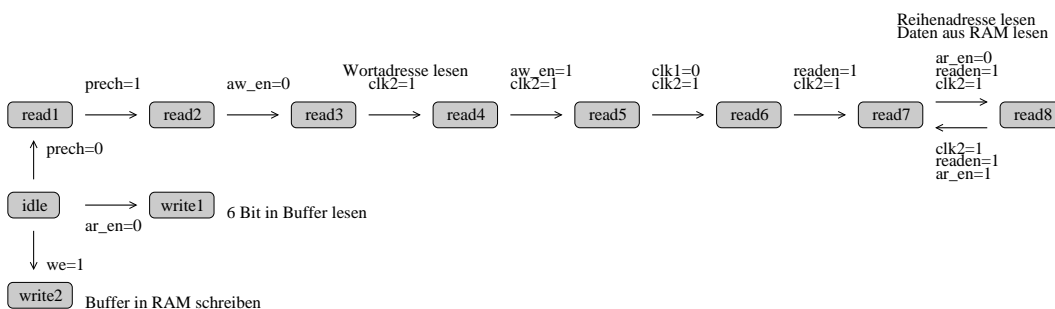 Reihenadresse lesen
Daten aus RAM lesen
prech=1
aw_en=0
Wortadresse lesen
clk2=1
aw_en=1
clk2=1
clk1=0
clk2=1
readen=1
clk2=1
ar_en=0
readen=1
clk2=1
read1
read2
read3
read4
read5
read6
read7
read8
prech=0
clk2=1
readen=1
ar_en=1
idle
write1
6 Bit in Buffer lesen
ar_en=0
we=1
write2
Buffer in RAM schreiben